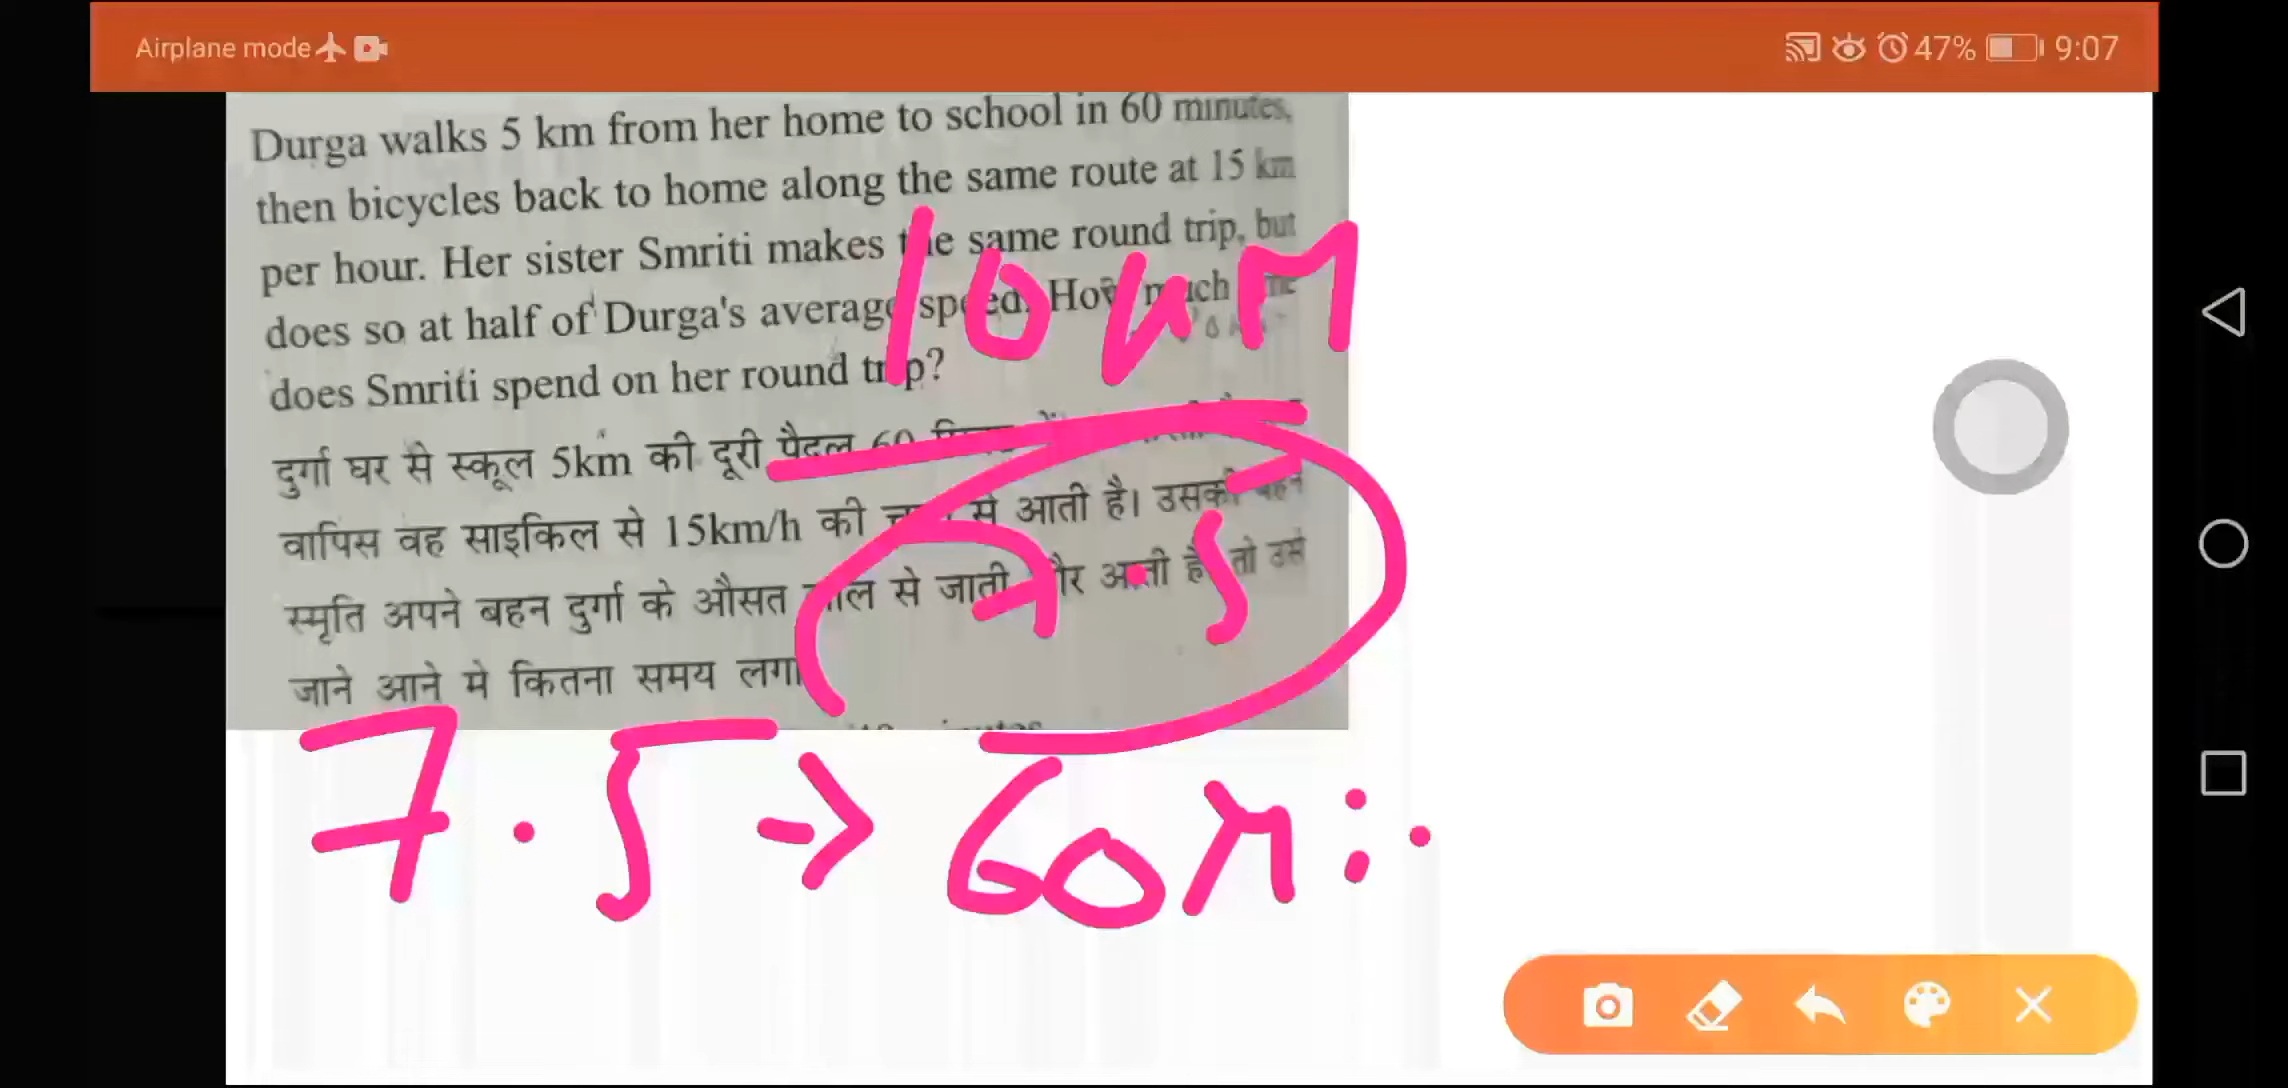 Airplane mode 47% 9:07
Durga walks 5 km from her home to school in 60 minutes,
then bicycles back to home along the same route at 15 km
per hour. Her sister Smriti makes the same round trip, but
does so at half of Durga's average speed. How much
does Smriti spend on her round trip?
10 KM
दुर्गा घर से स्कूल 5km की दूरी पैदल 60
वापिस वह साइकिल से 15km/h की से आती है। उसकी बहन
7.5
स्मृति अपने बहन दुर्गा के औसत चाल से जाती और आती है तो उसे
जाने आने मे कितना समय लगा
7.5 → 60